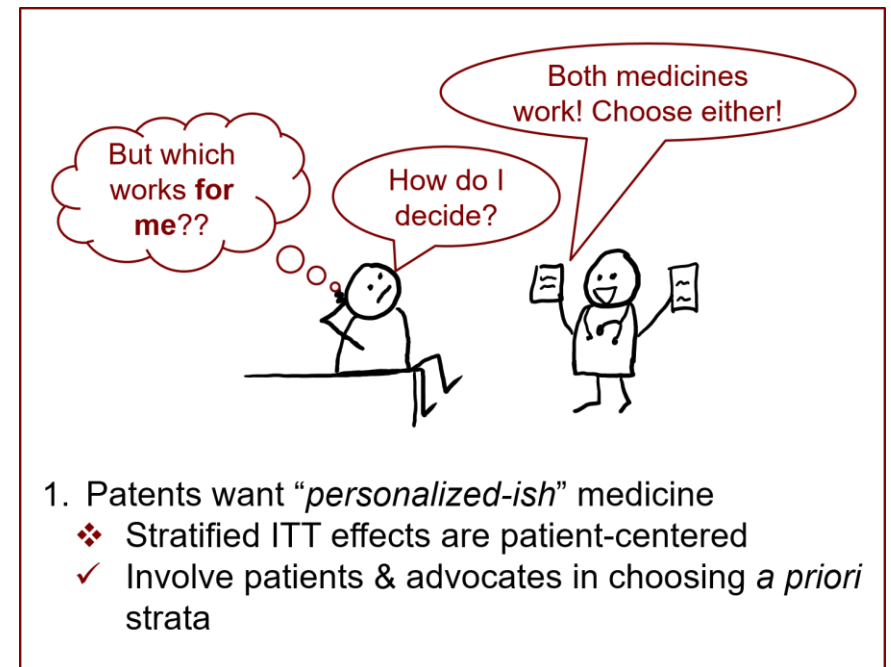 Both medicines
work! Choose either!
But which
works for
me??
How do I
decide?
1. Patents want “personalized-ish” medicine
❖ Stratified ITT effects are patient-centered
✓ Involve patients & advocates in choosing a priori
strata